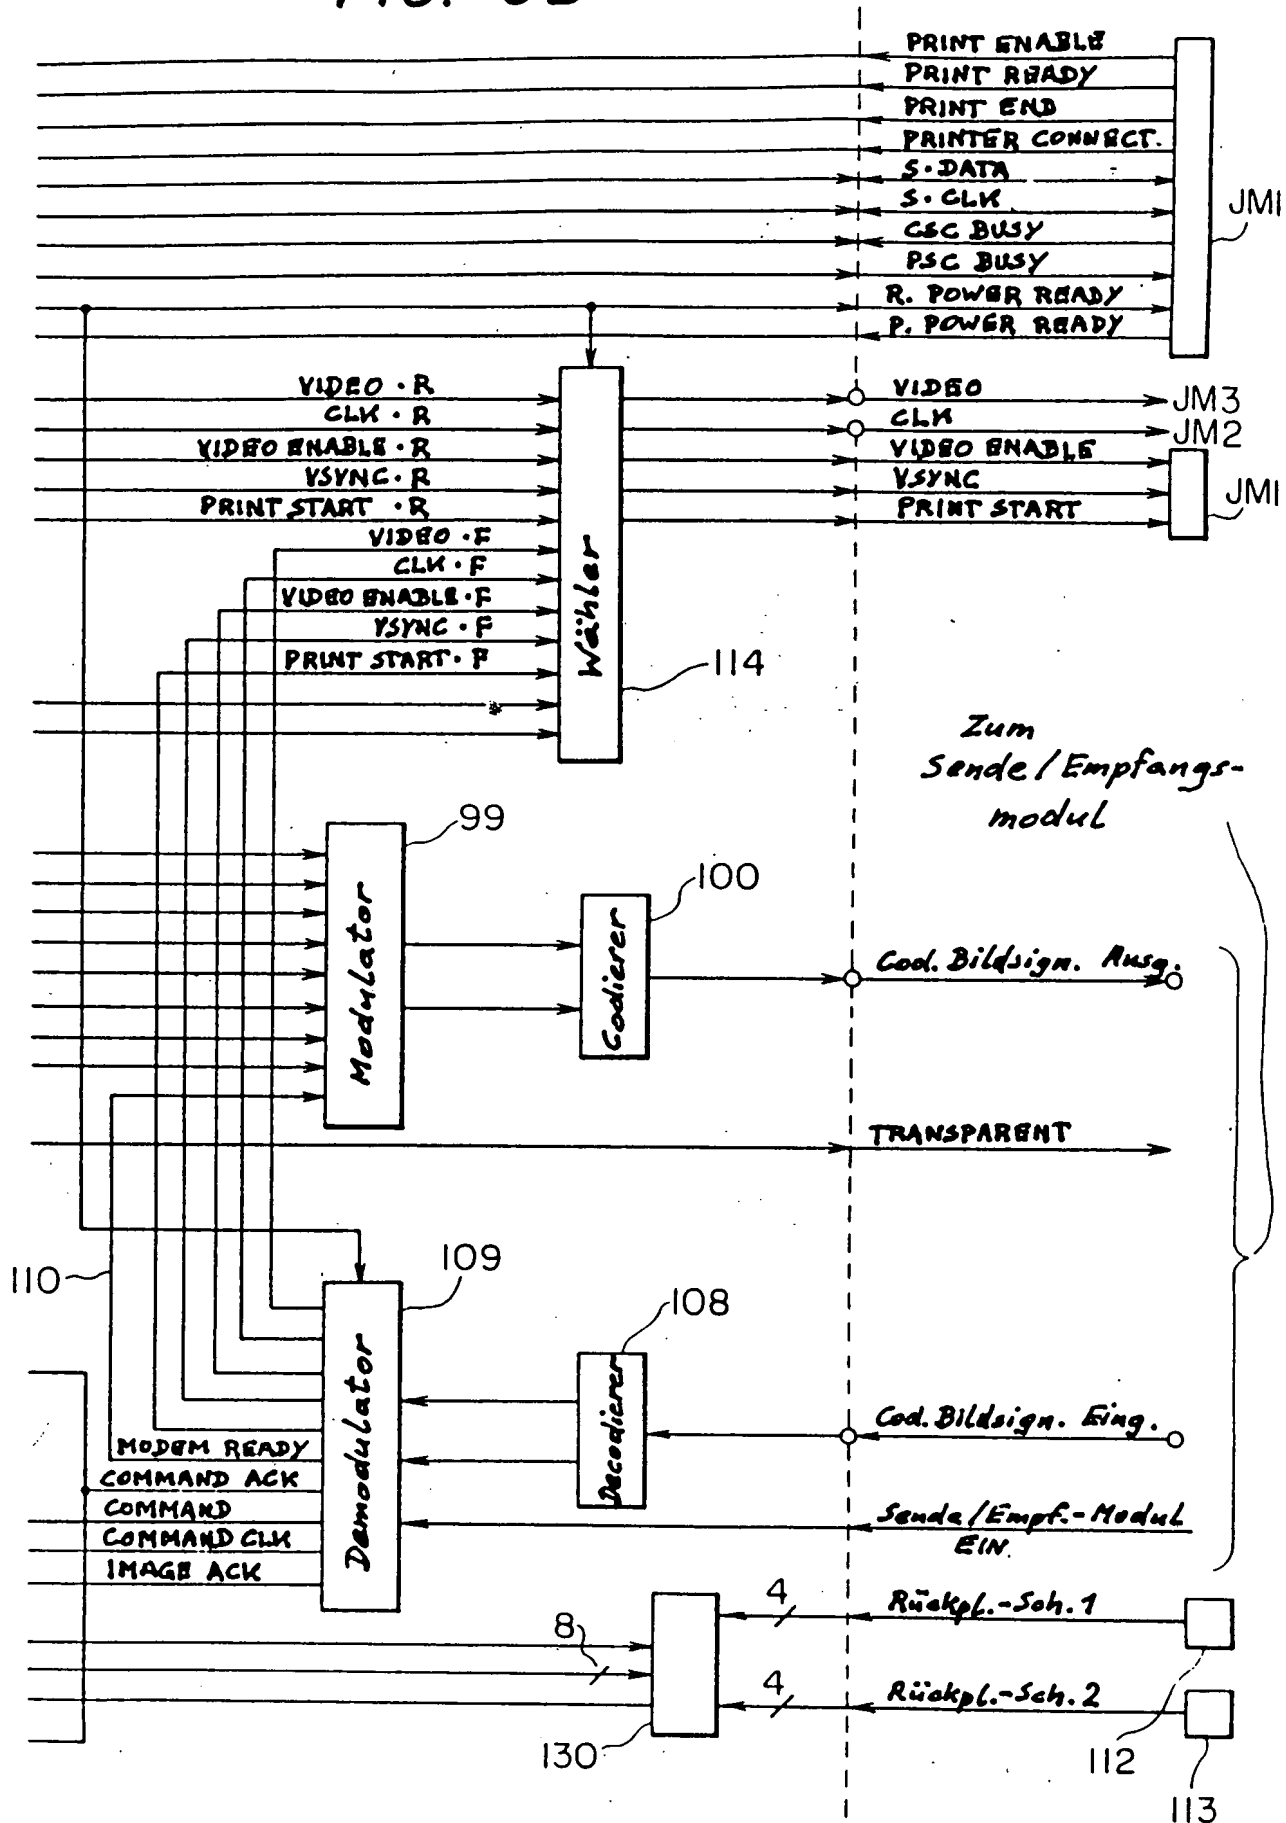 PRINT ENABLE
PRINT READY
PRINT END
PRINTER CONNECT.
S·DATA
S·CLK
JM1
CSC BUSY
PSC BUSY
R. POWER READY
P. POWER READY
VIDEO·R
VIDEO
JM3
CLK·R
CLK
JM2
VIDEO ENABLE·R
VIDEO ENABLE
VSYNC·R
VSYNC
JM1
PRINT START·R
PRINT START
VIDEO·F
CLK·F
VIDEO ENABLE·F
VSYNC·F
PRINT START·F
Wähler
114
Zum
Sende/Empfangs-
modul
99
Modulator
100
Codierer
Cod. Bildsign. Ausg.
TRANSPARENT
110
109
Demodulator
108
Decodierer
Cod. Bildsign. Eing.
MODEM READY
COMMAND ACK
COMMAND
COMMAND CLK
IMAGE ACK
Sende/Empf.-Modul
EIN.
4
Rückpl.-Sch.1
8
4
Rückpl.-Sch.2
130
112
113